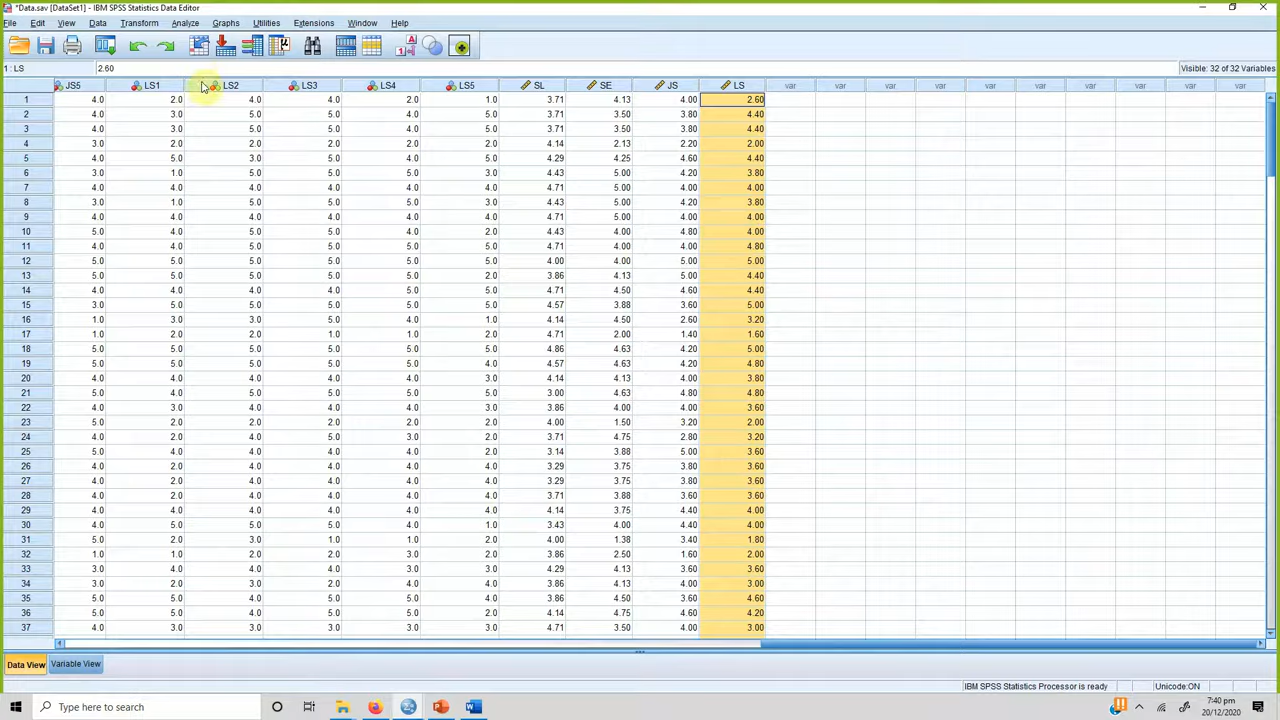 *Data.sav [DataSet1] - IBM SPSS Statistics Data Editor
File Edit View Data Transform Analyze Graphs Utilities Extensions Window Help
1 : LS 2.60 Visible: 32 of 32 Variables
JS5 LS1 LS2 LS3 LS4 LS5 SL SE JS LS var var var var var var var var var var
1 4.0 2.0 4.0 4.0 2.0 1.0 3.71 4.13 4.00 2.60
2 4.0 3.0 5.0 5.0 4.0 5.0 3.71 3.50 3.80 4.40
3 4.0 3.0 5.0 5.0 4.0 5.0 3.71 3.50 3.80 4.40
4 3.0 2.0 2.0 2.0 2.0 2.0 4.14 2.13 2.20 2.00
5 4.0 5.0 3.0 5.0 4.0 5.0 4.29 4.25 4.60 4.40
6 3.0 1.0 5.0 5.0 5.0 3.0 4.43 5.00 4.20 3.80
7 4.0 4.0 4.0 4.0 4.0 4.0 4.71 5.00 4.00 4.00
8 3.0 1.0 5.0 5.0 5.0 3.0 4.43 5.00 4.20 3.80
9 4.0 4.0 4.0 4.0 4.0 4.0 4.71 5.00 4.00 4.00
10 5.0 4.0 5.0 5.0 4.0 2.0 4.43 4.00 4.80 4.00
11 4.0 4.0 5.0 5.0 5.0 5.0 4.71 4.00 4.00 4.80
12 5.0 5.0 5.0 5.0 5.0 5.0 4.00 4.00 5.00 5.00
13 5.0 5.0 5.0 5.0 5.0 2.0 3.86 4.13 5.00 4.40
14 4.0 4.0 4.0 4.0 5.0 5.0 4.71 4.50 4.60 4.40
15 3.0 5.0 5.0 5.0 5.0 5.0 4.57 3.88 3.60 5.00
16 1.0 3.0 3.0 5.0 4.0 1.0 4.14 4.50 2.60 3.20
17 1.0 2.0 2.0 1.0 1.0 2.0 4.71 2.00 1.40 1.60
18 5.0 5.0 5.0 5.0 5.0 5.0 4.86 4.63 4.20 5.00
19 5.0 5.0 5.0 5.0 5.0 4.0 4.57 4.63 4.20 4.80
20 4.0 4.0 4.0 4.0 4.0 3.0 4.14 4.13 4.00 3.80
21 5.0 4.0 5.0 5.0 5.0 5.0 3.00 4.63 4.80 4.80
22 4.0 3.0 4.0 4.0 4.0 3.0 3.86 4.00 4.00 3.60
23 5.0 2.0 2.0 2.0 2.0 2.0 4.00 1.50 3.20 2.00
24 4.0 2.0 4.0 5.0 3.0 2.0 3.71 4.75 2.80 3.20
25 5.0 4.0 4.0 4.0 4.0 2.0 3.14 3.88 5.00 3.60
26 4.0 2.0 4.0 4.0 4.0 4.0 3.29 3.75 3.80 3.60
27 4.0 2.0 4.0 4.0 4.0 4.0 3.29 3.75 3.80 3.60
28 4.0 2.0 4.0 4.0 4.0 4.0 3.71 3.88 3.60 3.60
29 4.0 4.0 4.0 4.0 4.0 4.0 4.14 3.75 4.40 4.00
30 4.0 5.0 5.0 5.0 4.0 1.0 3.43 4.00 4.40 4.00
31 5.0 2.0 3.0 1.0 1.0 2.0 4.00 1.38 3.40 1.80
32 1.0 1.0 2.0 2.0 3.0 2.0 3.86 2.50 1.60 2.00
33 4.0 4.0 3.0 4.0 4.0 3.0 4.29 4.13 4.00 3.60
34 3.0 2.0 3.0 2.0 4.0 4.0 3.86 4.13 4.00 3.00
35 5.0 5.0 4.0 5.0 5.0 4.0 3.86 4.50 3.60 4.60
36 5.0 5.0 4.0 5.0 5.0 2.0 4.14 4.75 4.60 4.20
37 4.0 3.0 3.0 3.0 3.0 3.0 4.71 3.50 4.00 3.00
Data View Variable View
IBM SPSS Statistics Processor is ready Unicode:ON
Type here to search
7:40 pm
20/12/2020